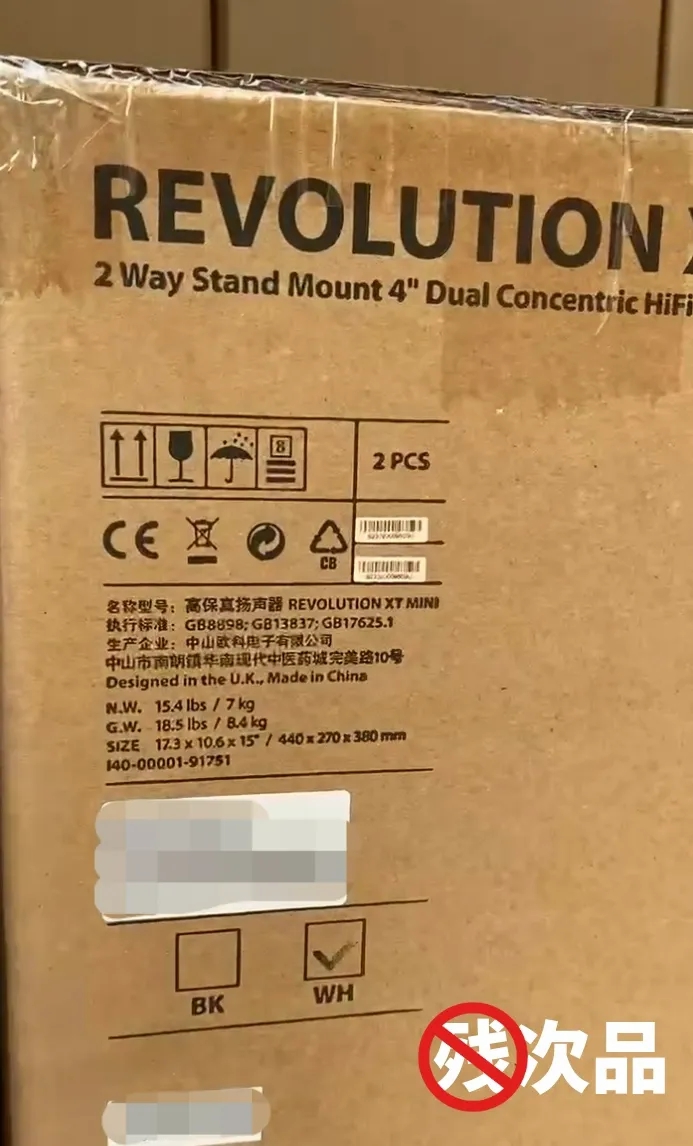 REVOLUTION
2 Way Stand Mount 4" Dual Concentric HiFi
8
2 PCS
CE
CB
名称型号：高保真扬声器 REVOLUTION XT MINI
执行标准：GB8898; GB13837; GB17625.1
生产企业：中山欧科电子有限公司
中山市南朗镇华南现代中医药城完美路10号
Designed in the U.K., Made in China
N.W. 15.4 lbs / 7 kg
G.W. 18.5 lbs / 8.4 kg
SIZE 17.3 x 10.6 x 15" / 440 x 270 x 380 mm
I40-00001-91751
BK
WH
残次品